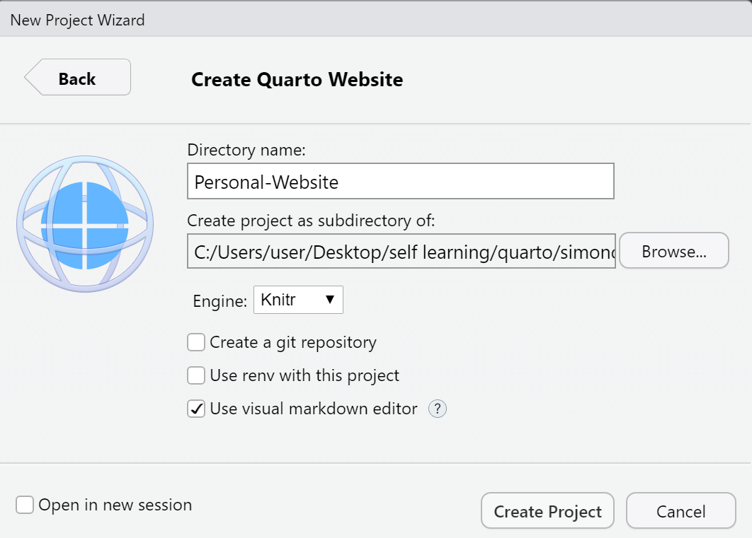 New Project Wizard
Back
Create Quarto Website
Directory name:
Personal-Website
Create project as subdirectory of:
C:/Users/user/Desktop/self learning/quarto/simon
Browse...
Engine: Knitr
Create a git repository
Use renv with this project
Use visual markdown editor ?
Open in new session
Create Project
Cancel